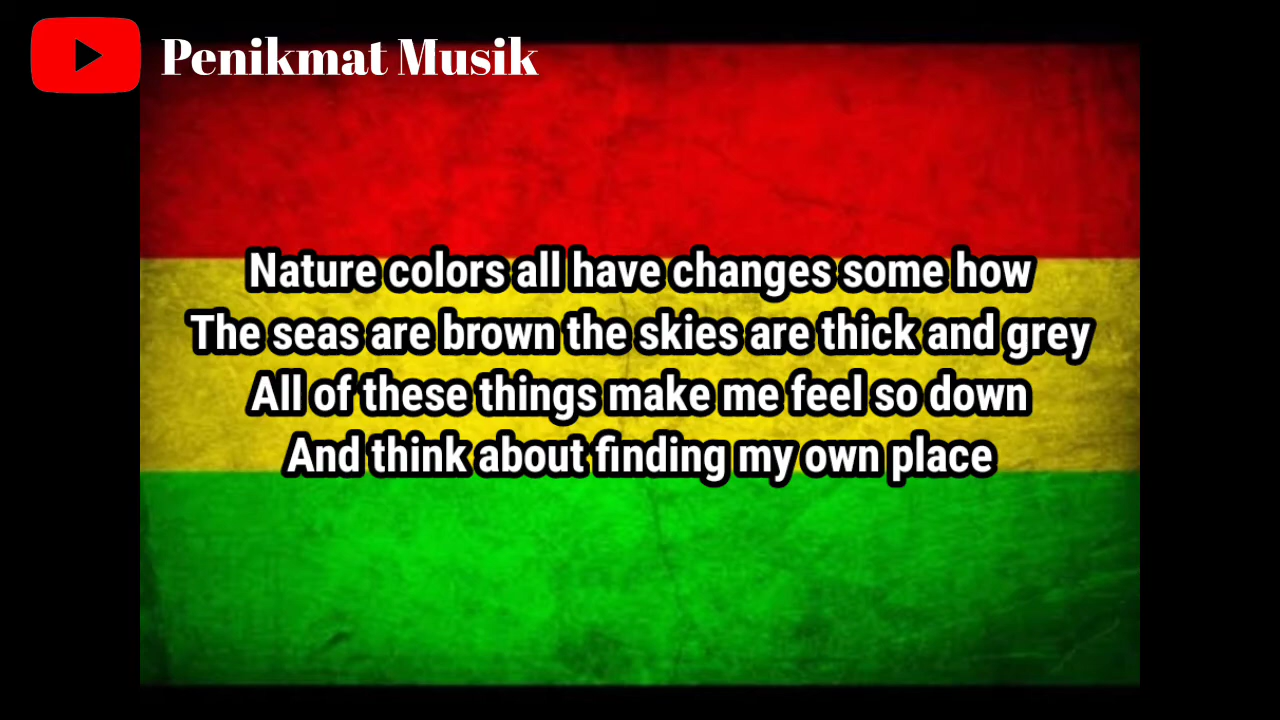 Penikmat Musik
Nature colors all have changes some how
The seas are brown the skies are thick and grey
All of these things make me feel so down
And think about finding my own place